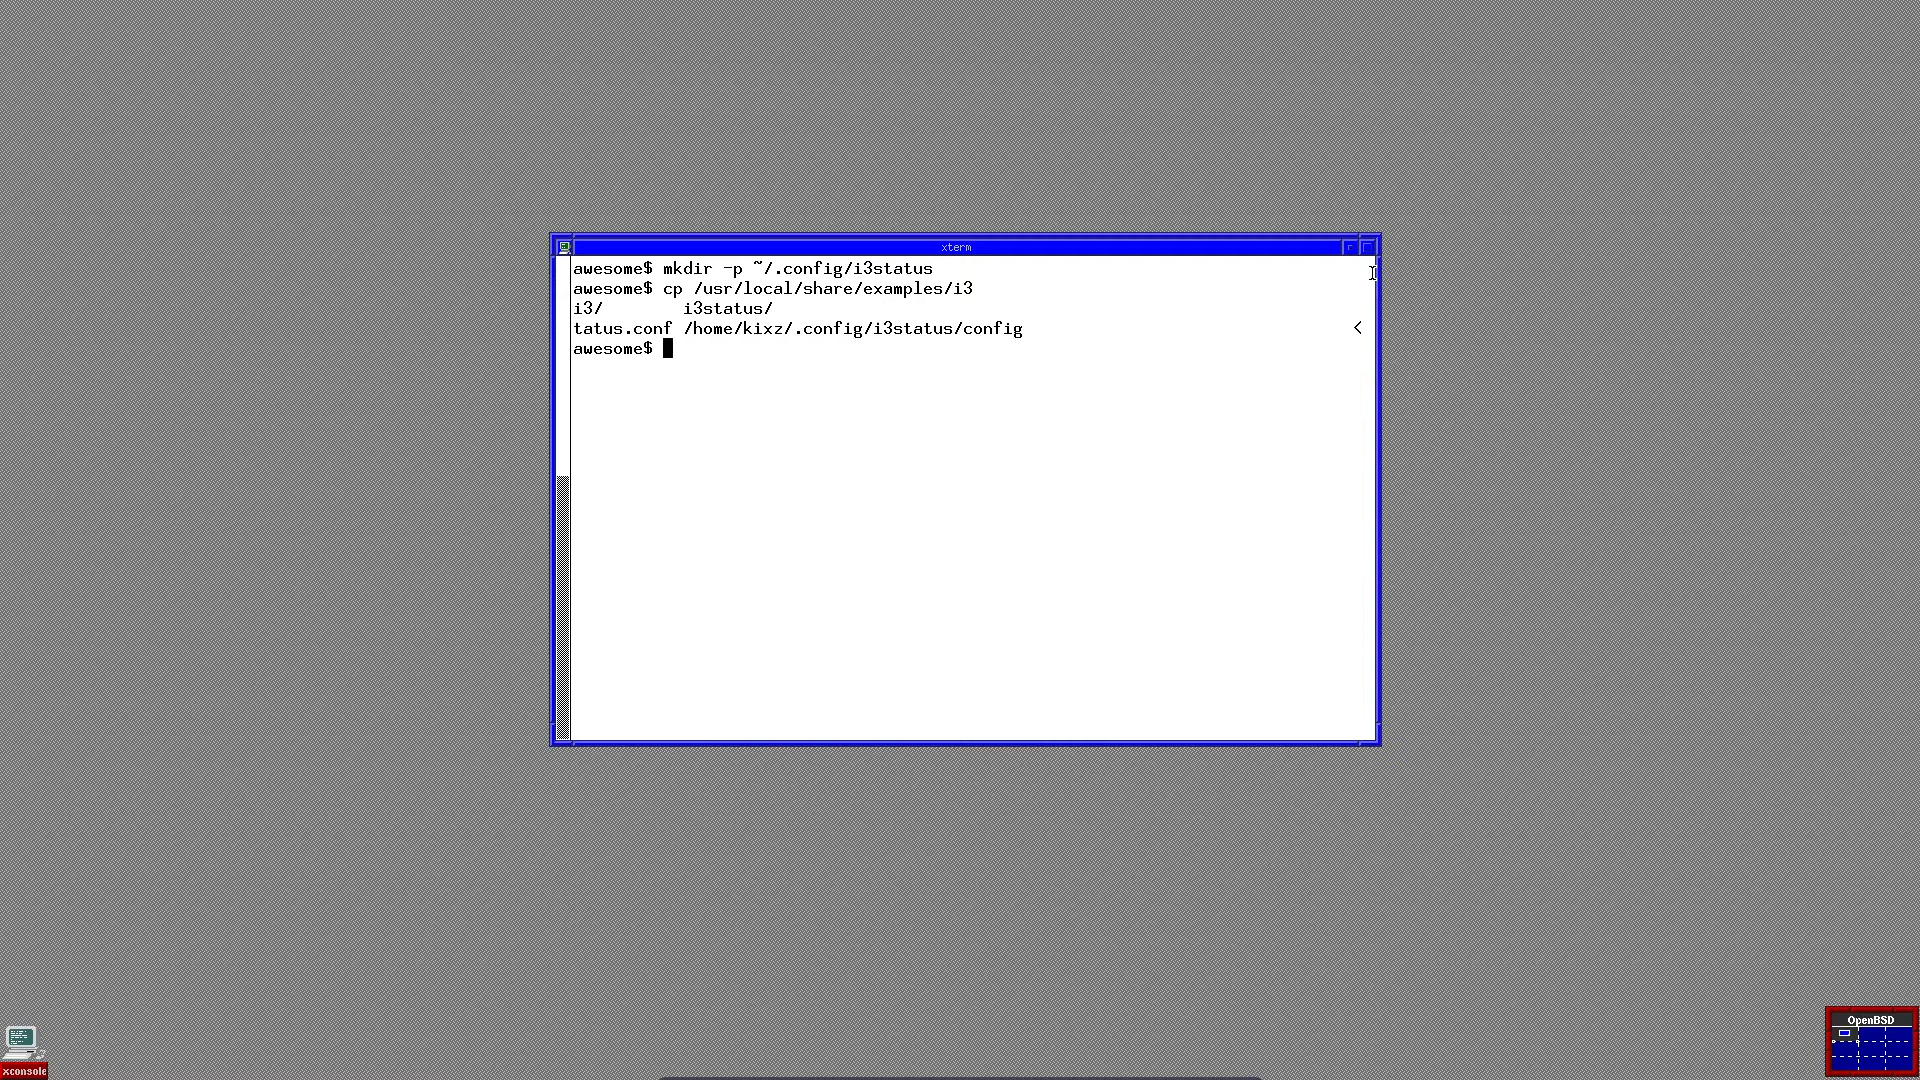 xterm
awesome$ mkdir -p ~/.config/i3status
awesome$ cp /usr/local/share/examples/i3
i3/ i3status/
tatus.conf /home/kixz/.config/i3status/config <
awesome$
xconsole
OpenBSD